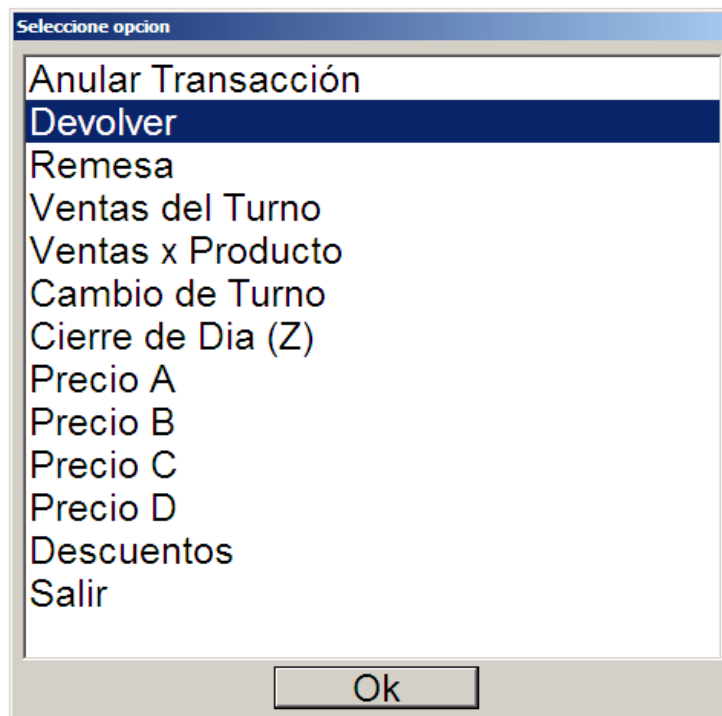 Seleccione opcion
Anular Transacción
Devolver
Remesa
Ventas del Turno
Ventas x Producto
Cambio de Turno
Cierre de Dia (Z)
Precio A
Precio B
Precio C
Precio D
Descuentos
Salir
Ok